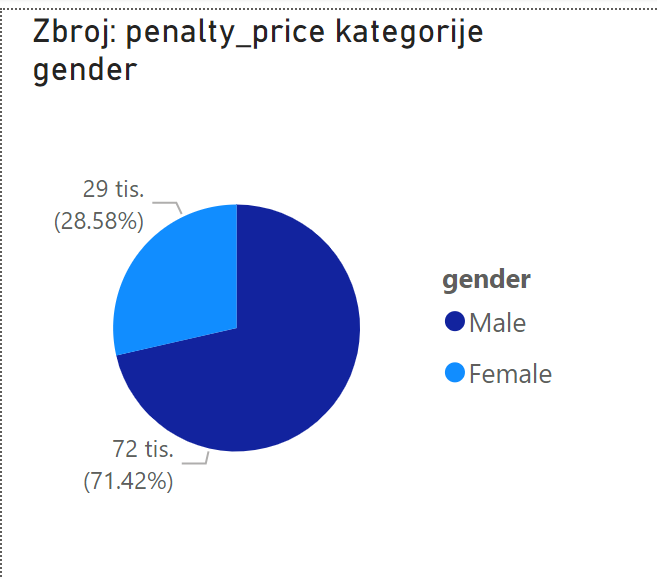 Zbroj: penalty_price kategorije
gender
29 tis.
(28.58%)
72 tis.
(71.42%)
gender
Male
Female